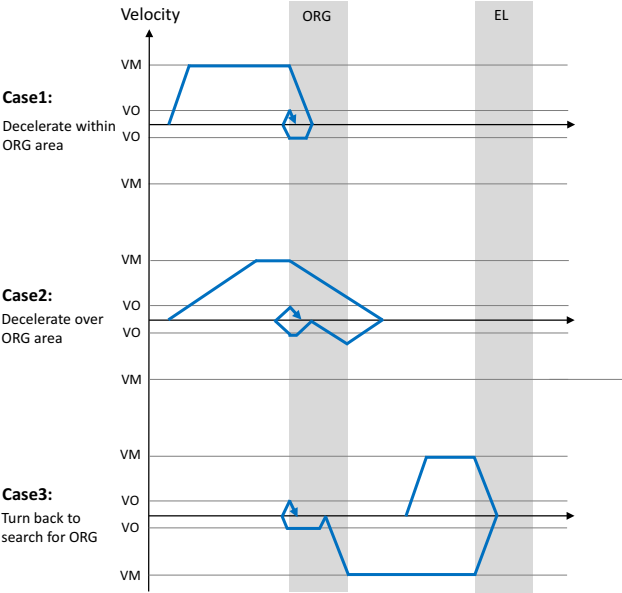 Velocity
ORG
EL
VM
Case1:
VO
Decelerate within
ORG area
VO
VM
VM
Case2:
VO
Decelerate over
ORG area
VO
VM
VM
Case3:
VO
Turn back to
search for ORG
VO
VM